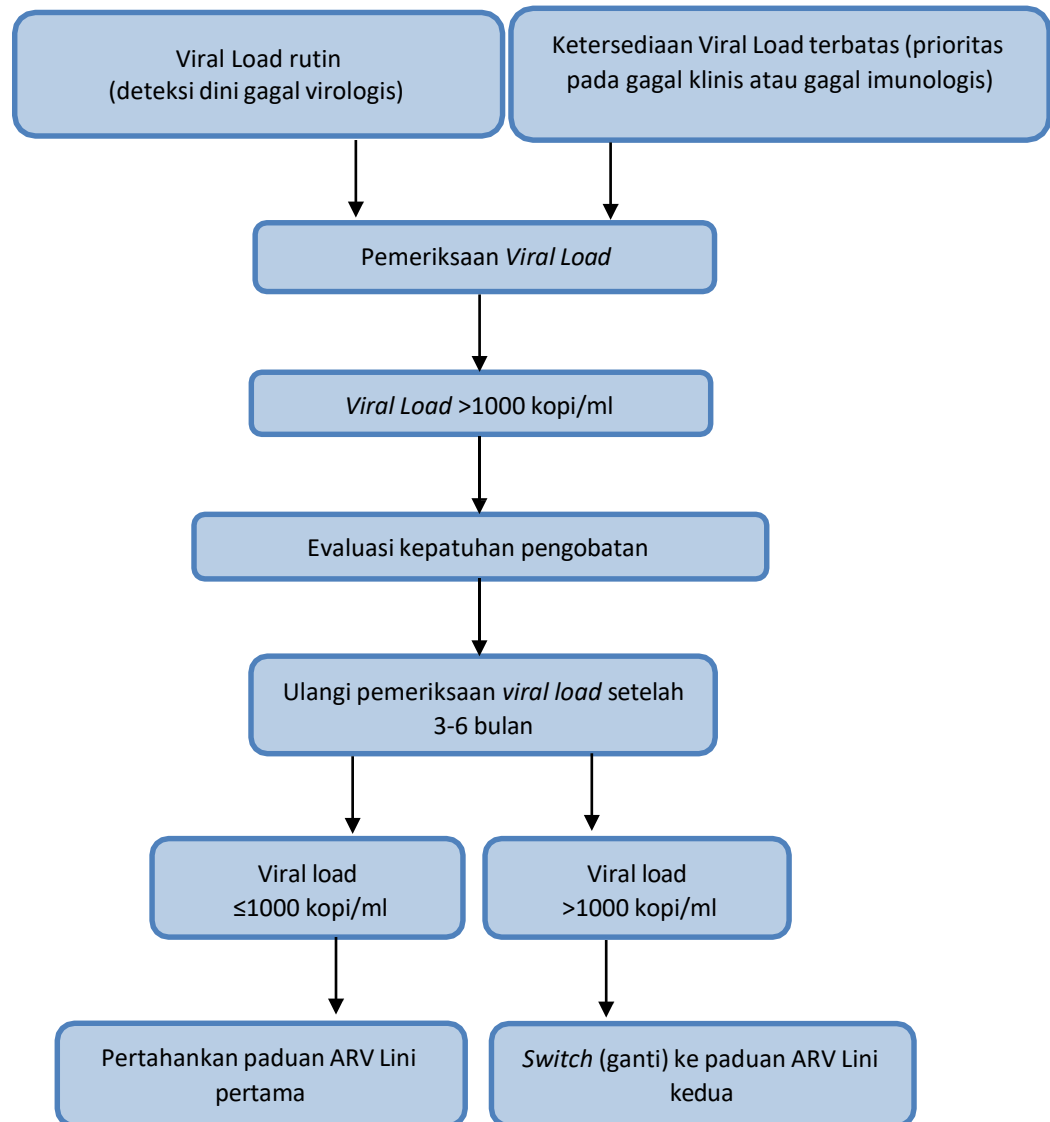 Viral Load rutin
(deteksi dini gagal virologis)
Ketersediaan Viral Load terbatas (prioritas
pada gagal klinis atau gagal imunologis)
Pemeriksaan Viral Load
Viral Load >1000 kopi/ml
Evaluasi kepatuhan pengobatan
Ulangi pemeriksaan viral load setelah
3-6 bulan
Viral load
≤1000 kopi/ml
Viral load
>1000 kopi/ml
Pertahankan paduan ARV Lini
pertama
Switch (ganti) ke paduan ARV Lini
kedua